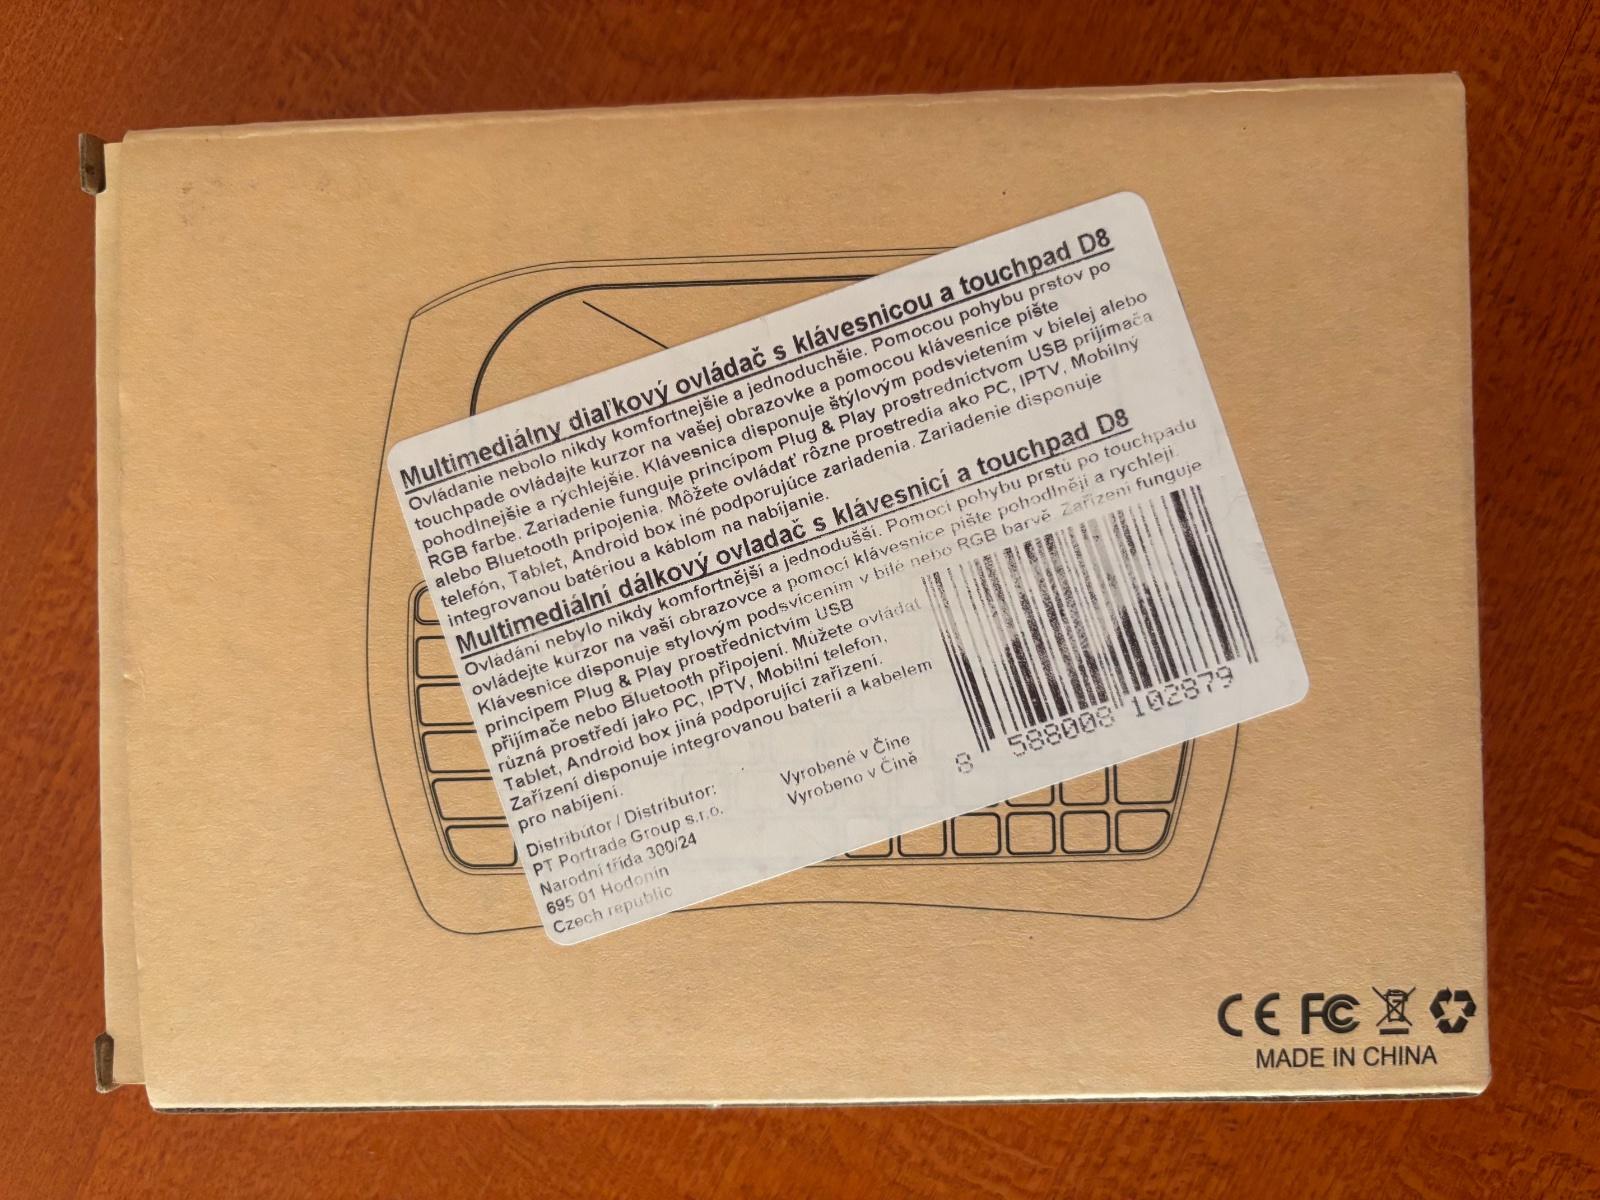 Multimediálny diaľkový ovládač s klávesnicou a touchpad D8
Ovládanie nebolo nikdy komfortnejšie a jednoduchšie. Pomocou pohybu prstov po
touchpade ovládajte kurzor na vašej obrazovke a pomocou klávesnice píšte
pohodlnejšie a rýchlejšie. Klávesnica disponuje štýlovým podsvietením v bielej alebo
RGB farbe. Zariadenie funguje princípom Plug & Play prostredníctvom USB prijímača
alebo Bluetooth pripojenia. Môžete ovládať rôzne prostredia ako PC, IPTV, Mobilný
telefón, Tablet, Android box iné podporujúce zariadenia. Zariadenie disponuje
integrovanou batériou a káblom na nabíjanie.
Multimediální dálkový ovladač s klávesnicí a touchpad D8
Ovládání nebylo nikdy komfortnější a jednodušší. Pomocí pohybu prstů po touchpadu
ovládejte kurzor na vaší obrazovce a pomocí klávesnice pište pohodlněji a rychleji.
Klávesnice disponuje stylovým podsvícením v bílé nebo RGB barvě. Zařízení funguje
principem Plug & Play prostřednictvím USB
přijímače nebo Bluetooth připojení. Můžete ovládat
různá prostředí jako PC, IPTV, Mobilní telefon,
Tablet, Android box jiná podporující zařízení.
Zařízení disponuje integrovanou baterií a kabelem
pro nabíjení.
Distribútor / Distributor:
PT Portrade Group s.r.o.
Narodní třída 300/24
695 01 Hodonín
Czech republic
Vyrobené v Číne
Vyrobeno v Číně
8 588008 102879
CE FC
MADE IN CHINA